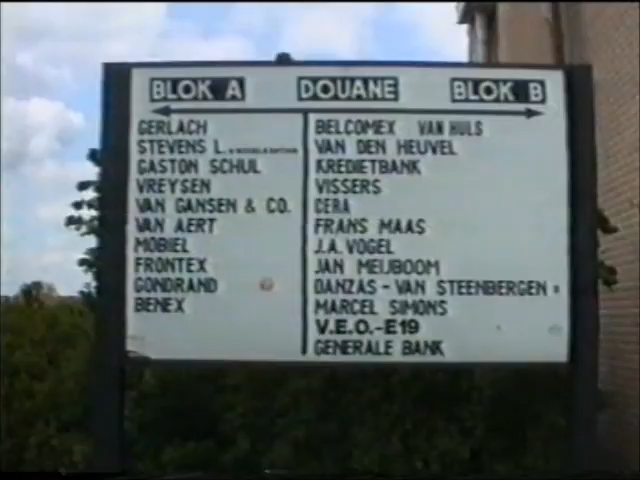 BLOK A DOUANE BLOK B
GERLACH
STEVENS L.
GASTON SCHUL
VREYSEN
VAN GANSEN & CO.
VAN AERT
MOBIEL
FRONTEX
GONDRAND
BENEX
BELCOMEX VAN HULS
VAN DEN HEUVEL
KREDIETBANK
VISSERS
CERA
FRANS MAAS
J.A. VOGEL
JAN MEIJBOOM
DANZAS - VAN STEENBERGEN
MARCEL SIMONS
V.E.O.-E19
GENERALE BANK